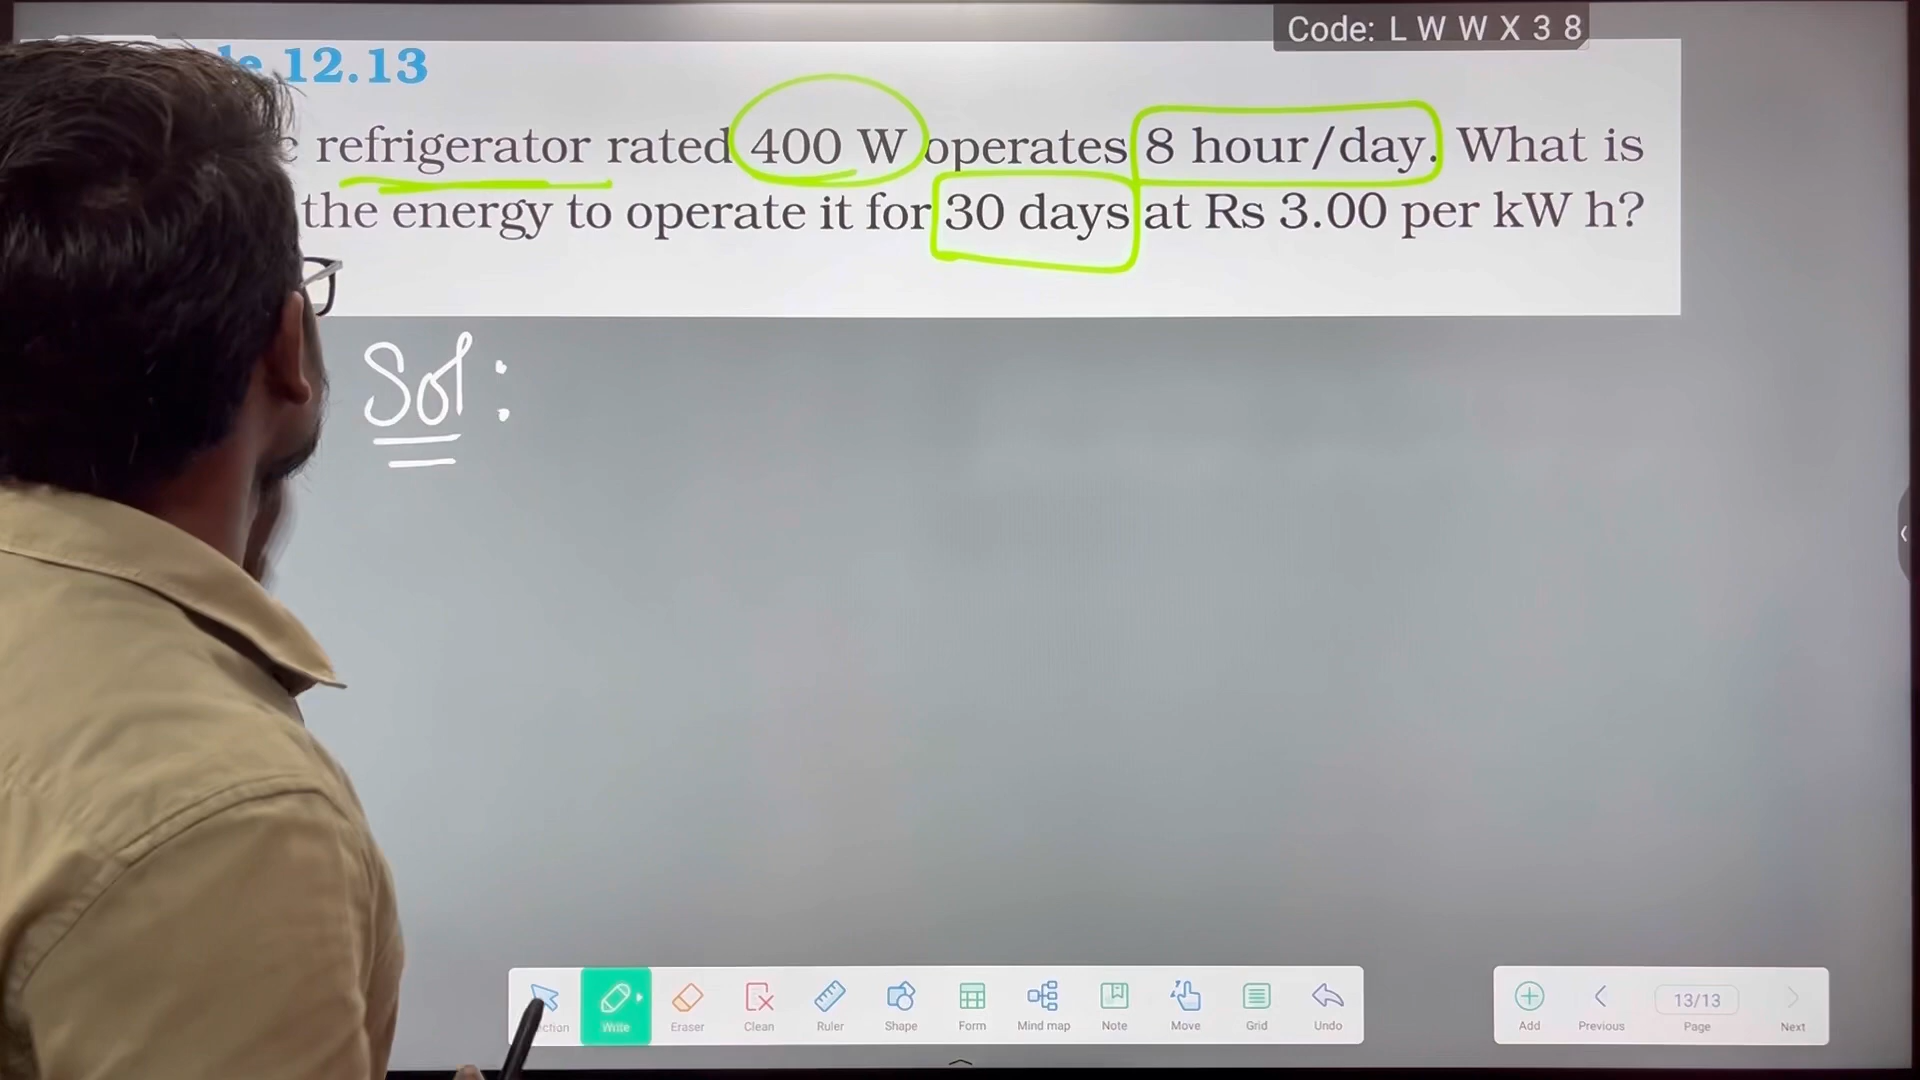 Code: L W W X 3 8
12.13
refrigerator rated 400 W operates 8 hour/day. What is
the energy to operate it for 30 days at Rs 3.00 per kW h?
Sol:
Write Eraser Clean Ruler Shape Form Mind map Note Move Grid Undo
13/13
Add Previous Page Next